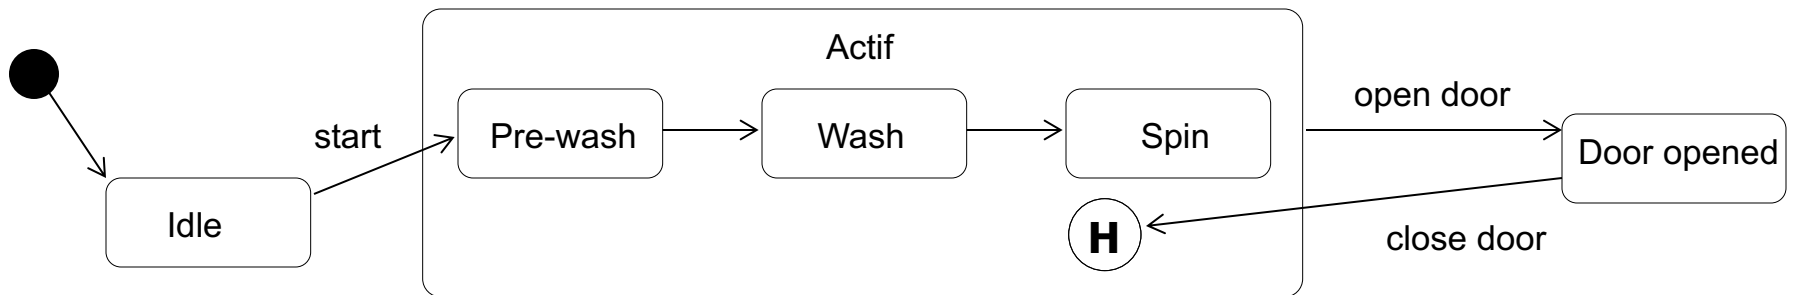 Actif
open door
start
Pre-wash
Wash
Spin
Door opened
Idle
H
close door